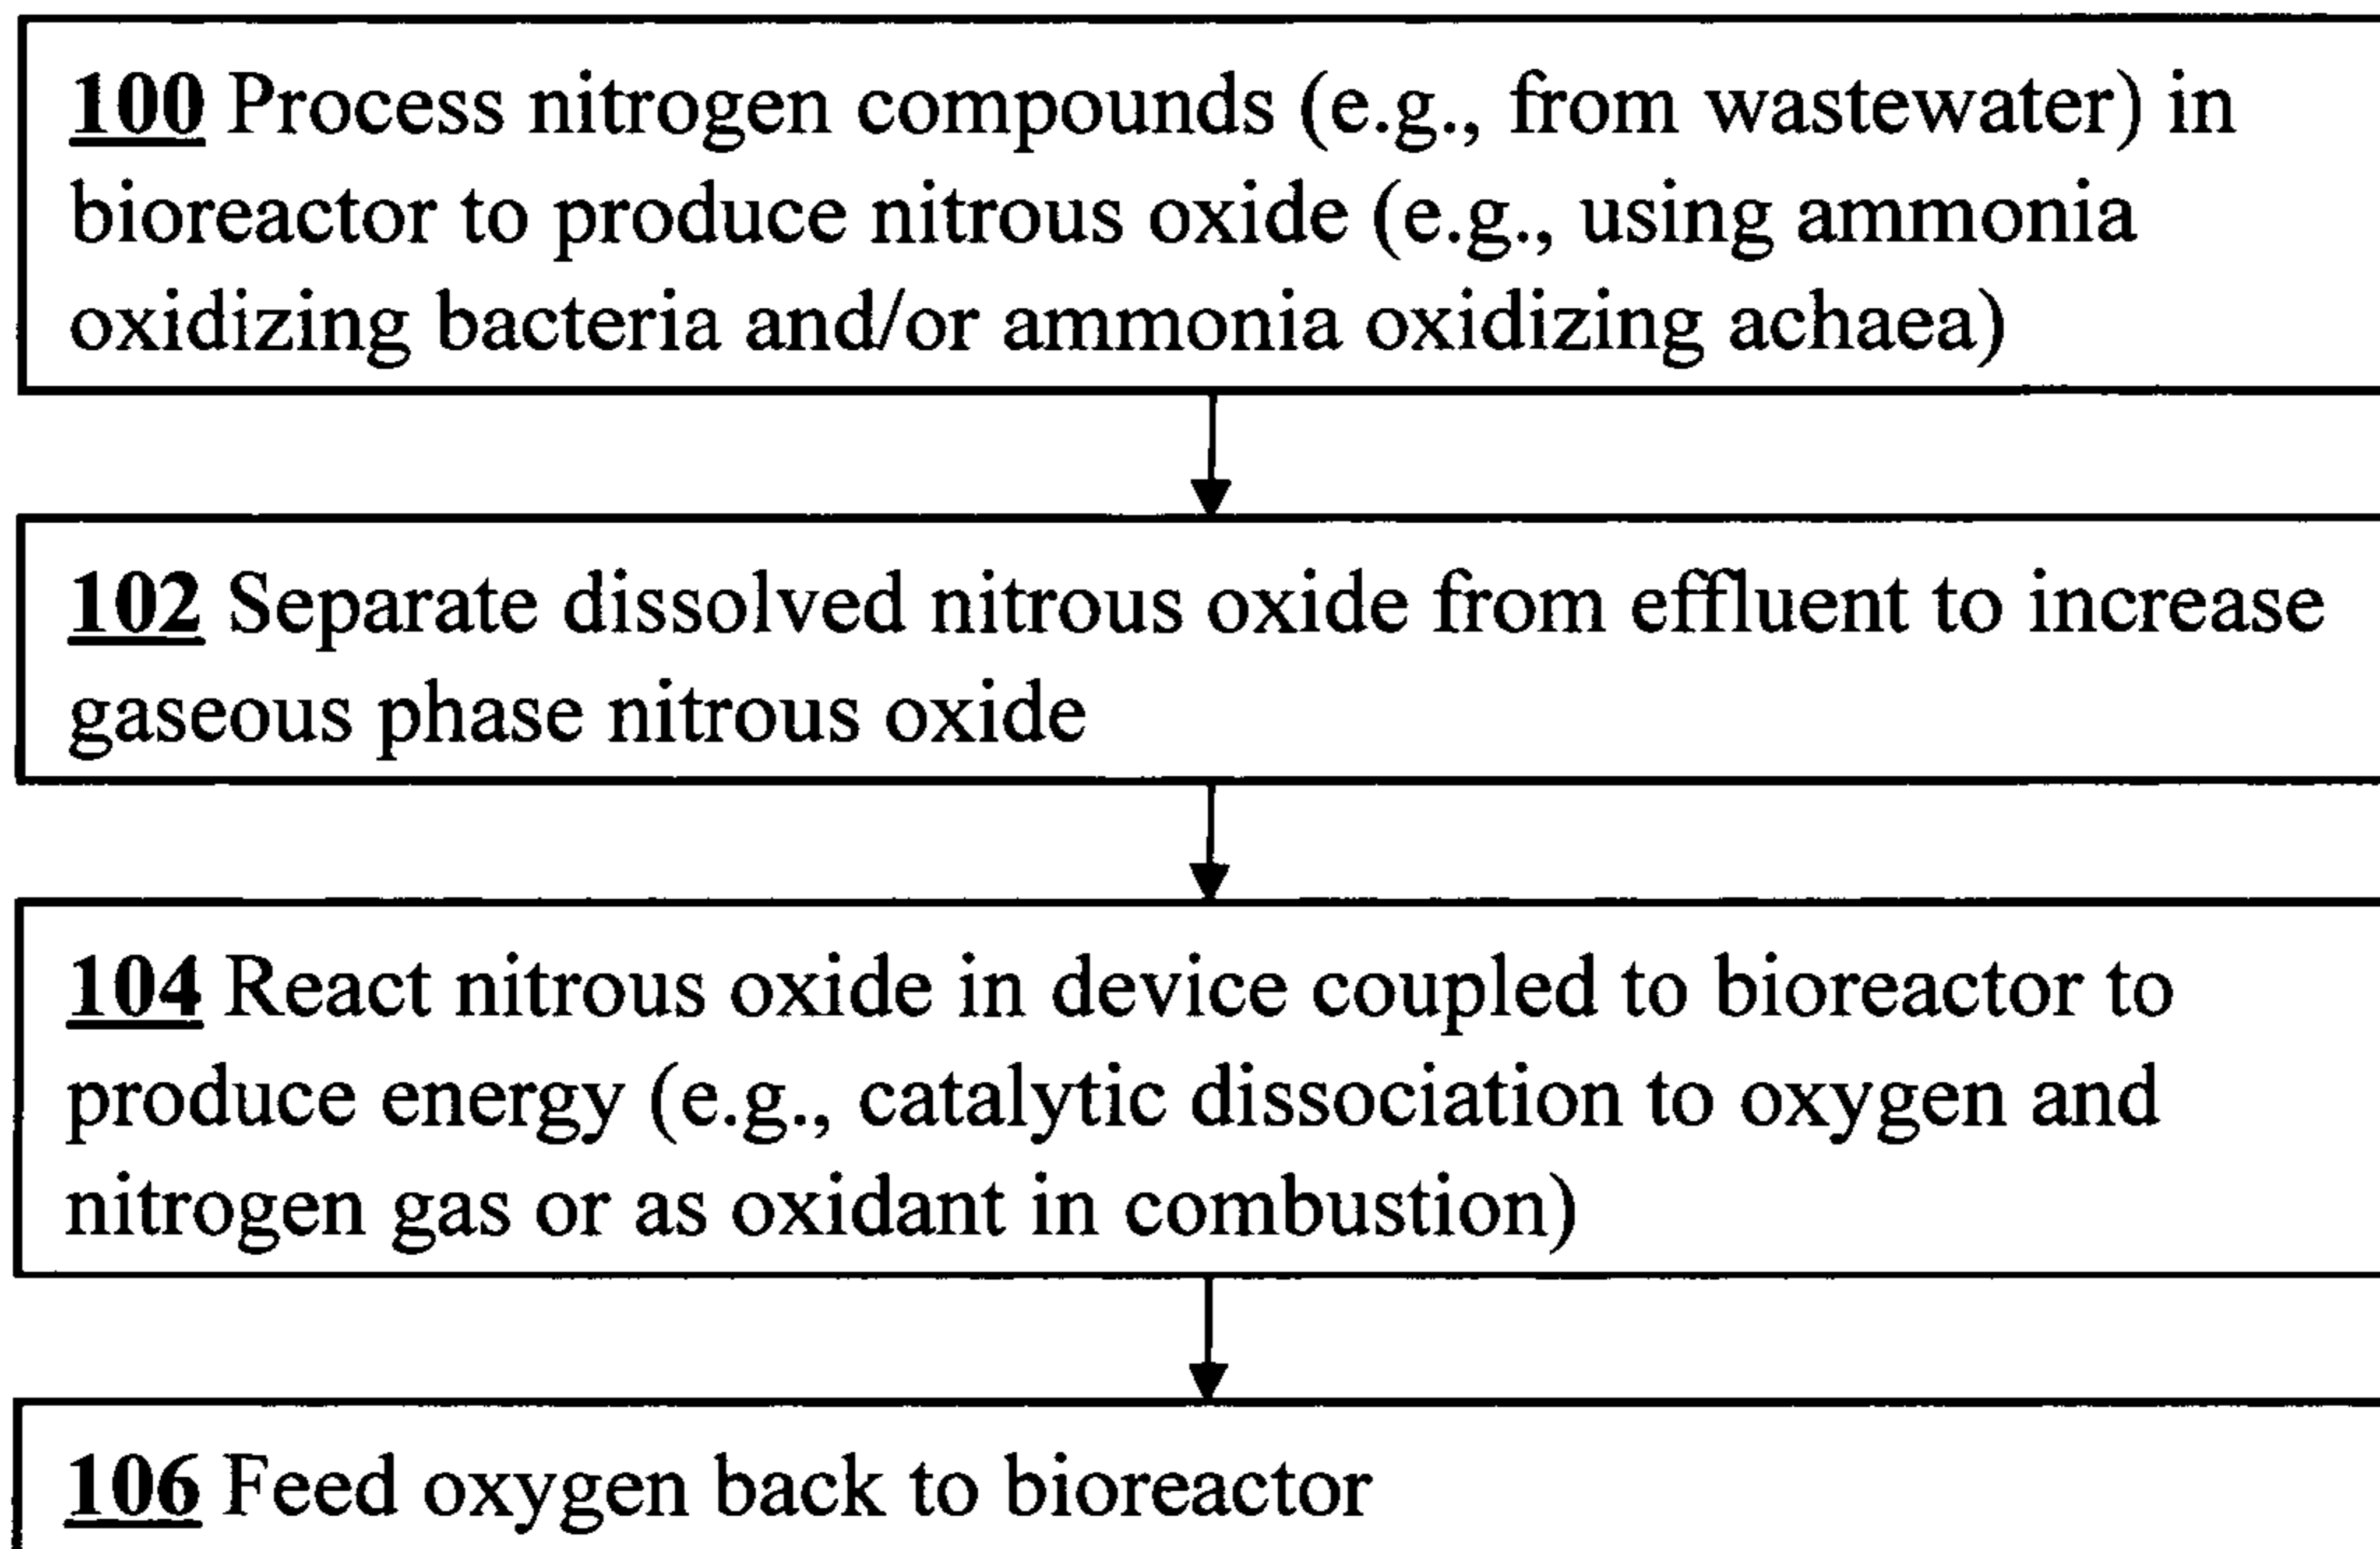 100 Process nitrogen compounds (e.g., from wastewater) in
bioreactor to produce nitrous oxide (e.g., using ammonia
oxidizing bacteria and/or ammonia oxidizing achaea)
102 Separate dissolved nitrous oxide from effluent to increase
gaseous phase nitrous oxide
104 React nitrous oxide in device coupled to bioreactor to
produce energy (e.g., catalytic dissociation to oxygen and
nitrogen gas or as oxidant in combustion)
106 Feed oxygen back to bioreactor